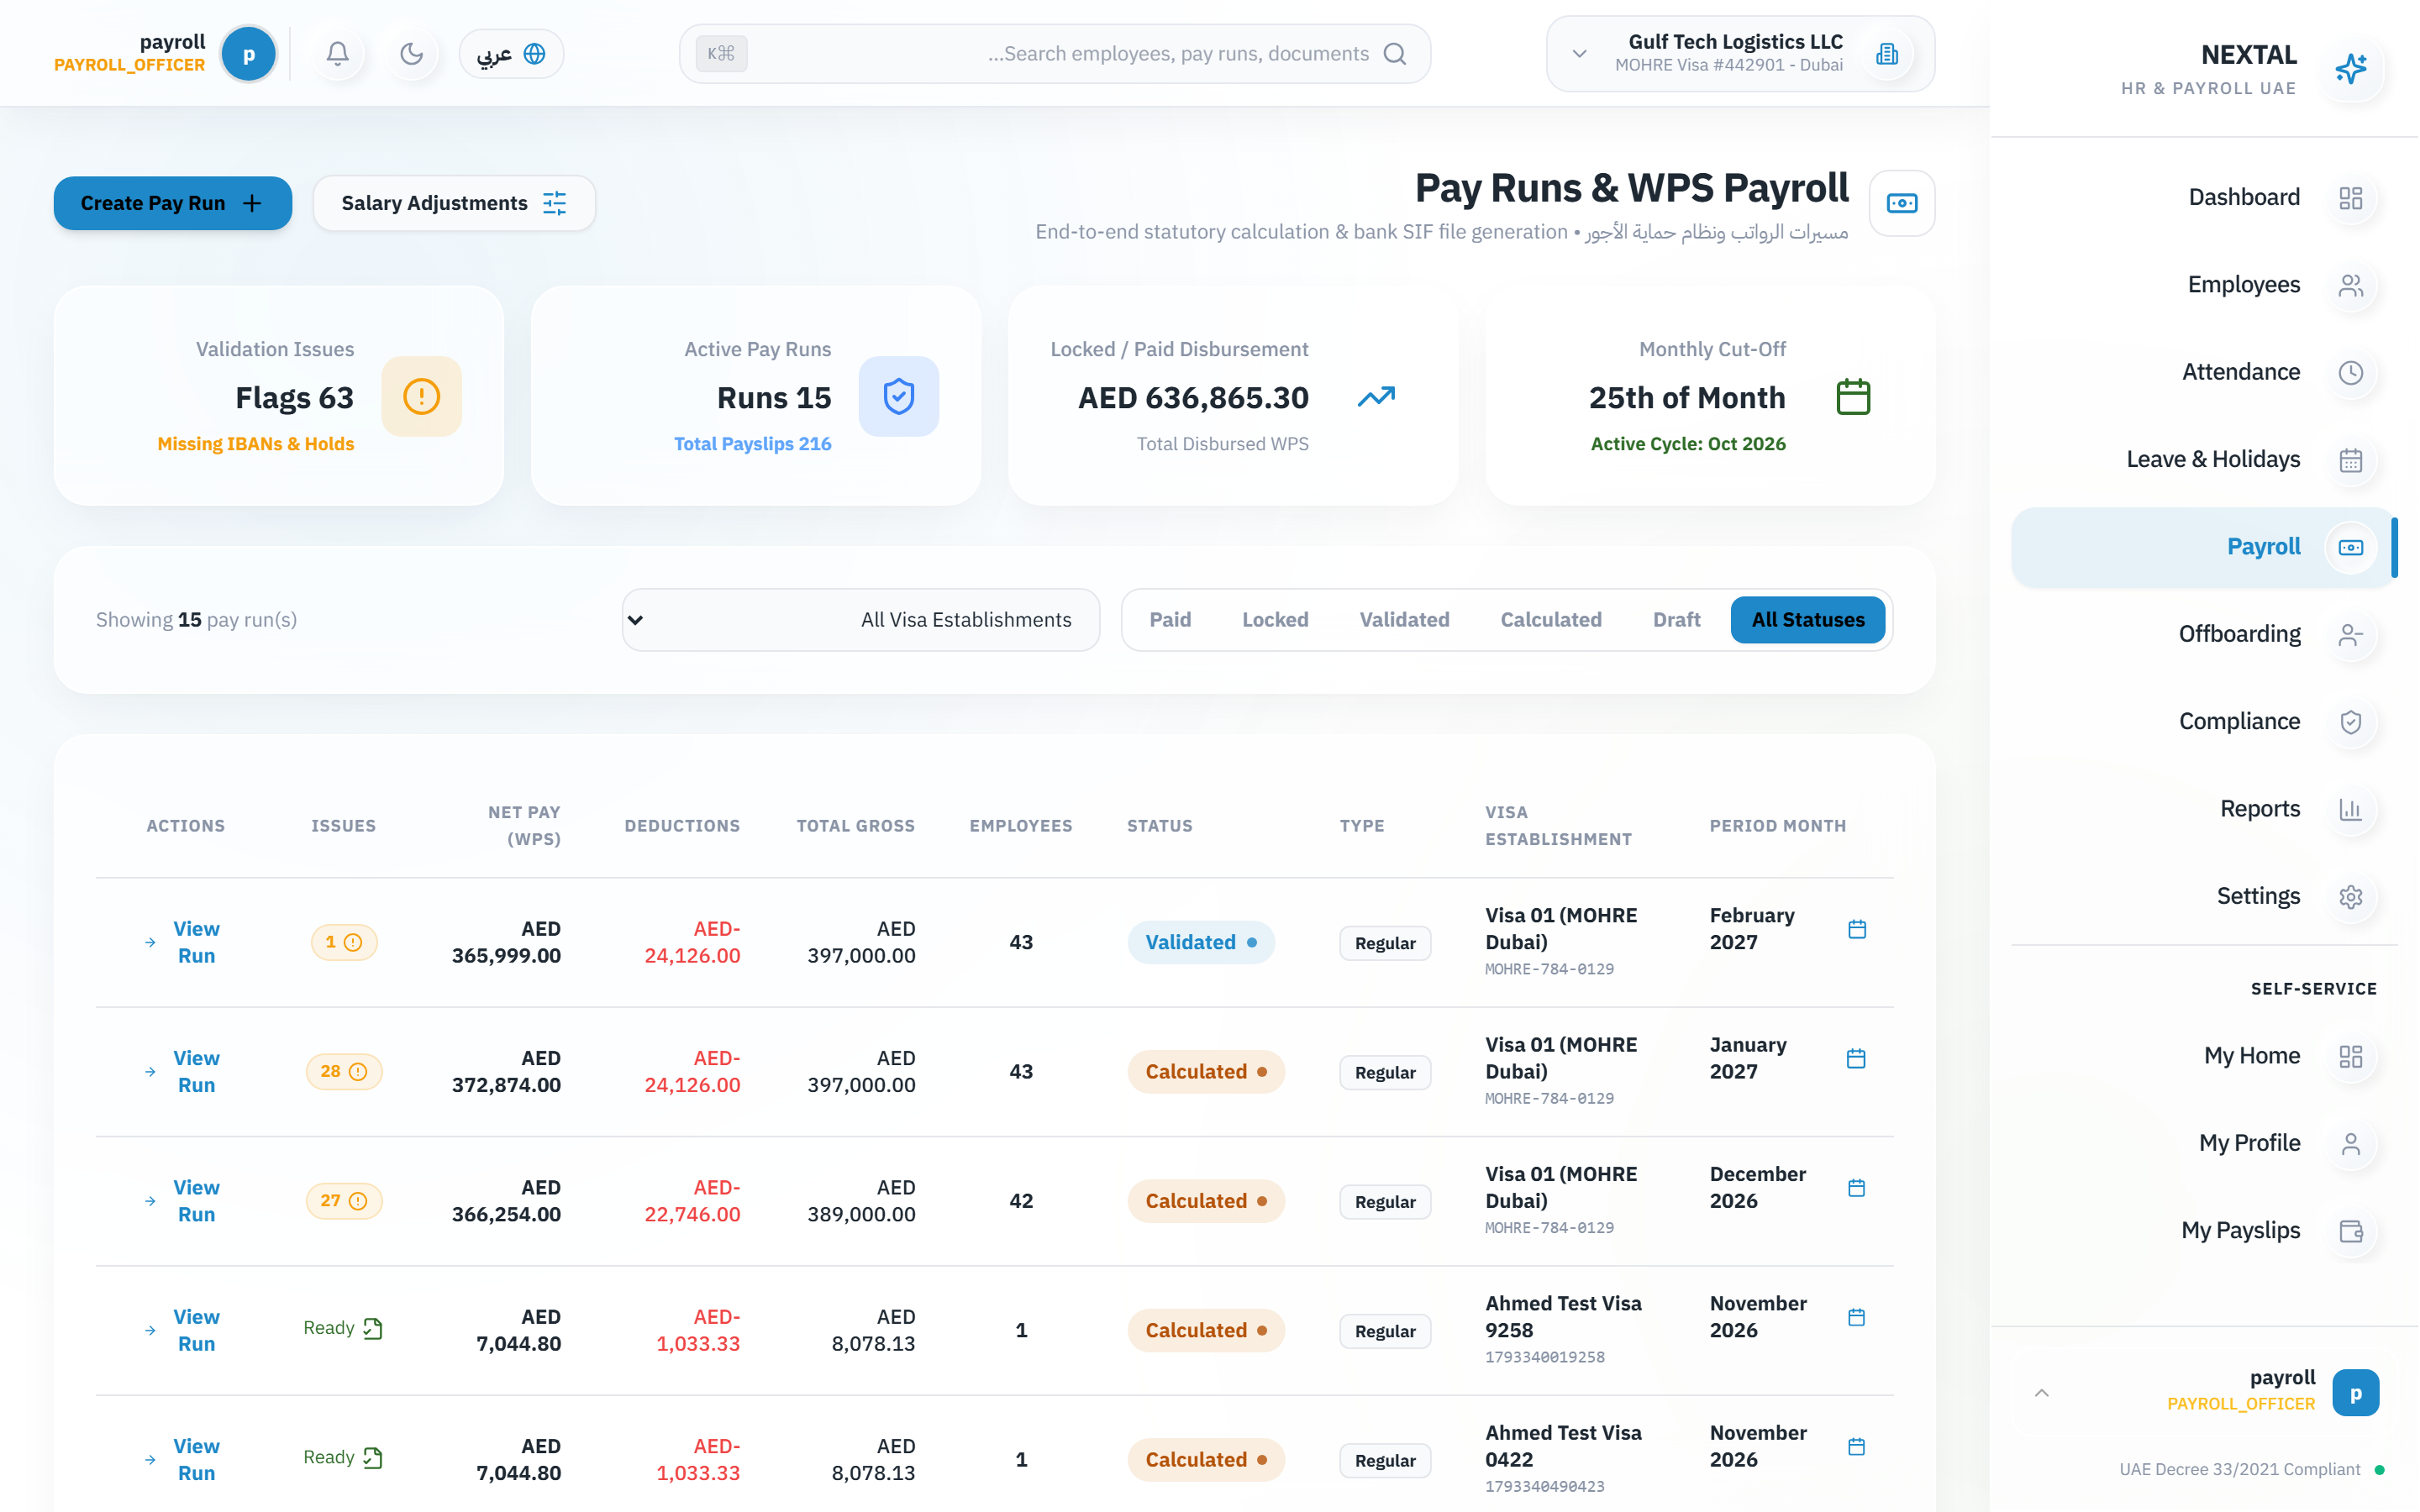 NEXTAL
HR & PAYROLL UAE
Gulf Tech Logistics LLC
MOHRE Visa #442901 - Dubai
...Search employees, pay runs, documents
K⌘
عربي
p
payroll
PAYROLL_OFFICER
Dashboard
Employees
Attendance
Leave & Holidays
Payroll
Offboarding
Compliance
Reports
Settings
SELF-SERVICE
My Home
My Profile
My Payslips
payroll
PAYROLL_OFFICER
p
UAE Decree 33/2021 Compliant
Pay Runs & WPS Payroll
End-to-end statutory calculation & bank SIF file generation • مسيرات الرواتب ونظام حماية الأجور
Salary Adjustments
Create Pay Run
Monthly Cut-Off
25th of Month
Active Cycle: Oct 2026
Locked / Paid Disbursement
AED 636,865.30
Total Disbursed WPS
Active Pay Runs
Runs 15
Total Payslips 216
Validation Issues
Flags 63
Missing IBANs & Holds
All Statuses
Draft
Calculated
Validated
Locked
Paid
All Visa Establishments
Showing 15 pay run(s)
PERIOD MONTH
VISA
ESTABLISHMENT
TYPE
STATUS
EMPLOYEES
TOTAL GROSS
DEDUCTIONS
NET PAY
(WPS)
ISSUES
ACTIONS
February
2027
Visa 01 (MOHRE
Dubai)
MOHRE-784-0129
Regular
Validated
43
AED
397,000.00
AED-
24,126.00
AED
365,999.00
1
View
Run
January
2027
Visa 01 (MOHRE
Dubai)
MOHRE-784-0129
Regular
Calculated
43
AED
397,000.00
AED-
24,126.00
AED
372,874.00
28
View
Run
December
2026
Visa 01 (MOHRE
Dubai)
MOHRE-784-0129
Regular
Calculated
42
AED
389,000.00
AED-
22,746.00
AED
366,254.00
27
View
Run
November
2026
Ahmed Test Visa
9258
1793340019258
Regular
Calculated
1
AED
8,078.13
AED-
1,033.33
AED
7,044.80
Ready
View
Run
November
2026
Ahmed Test Visa
0422
1793340490423
Regular
Calculated
1
AED
8,078.13
AED-
1,033.33
AED
7,044.80
Ready
View
Run